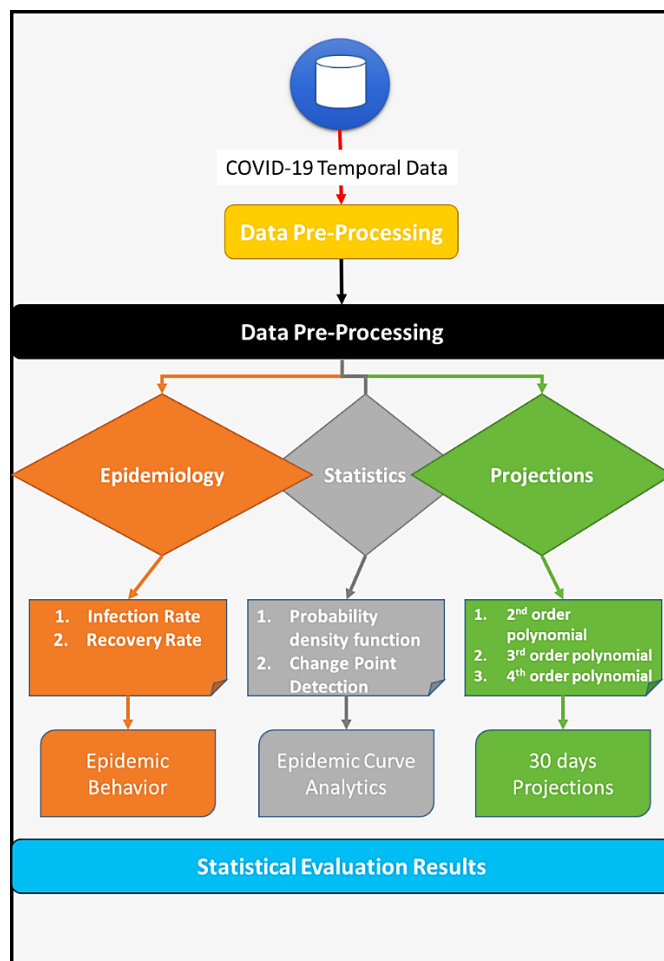 COVID-19 Temporal Data
Data Pre-Processing
Data Pre-Processing
Epidemiology
Statistics
Projections
1. Infection Rate
2. Recovery Rate
1. Probability
density function
2. Change Point
Detection
1. 2nd order
polynomial
2. 3rd order polynomial
3. 4th order polynomial
Epidemic
Behavior
Epidemic Curve
Analytics
30 days
Projections
Statistical Evaluation Results